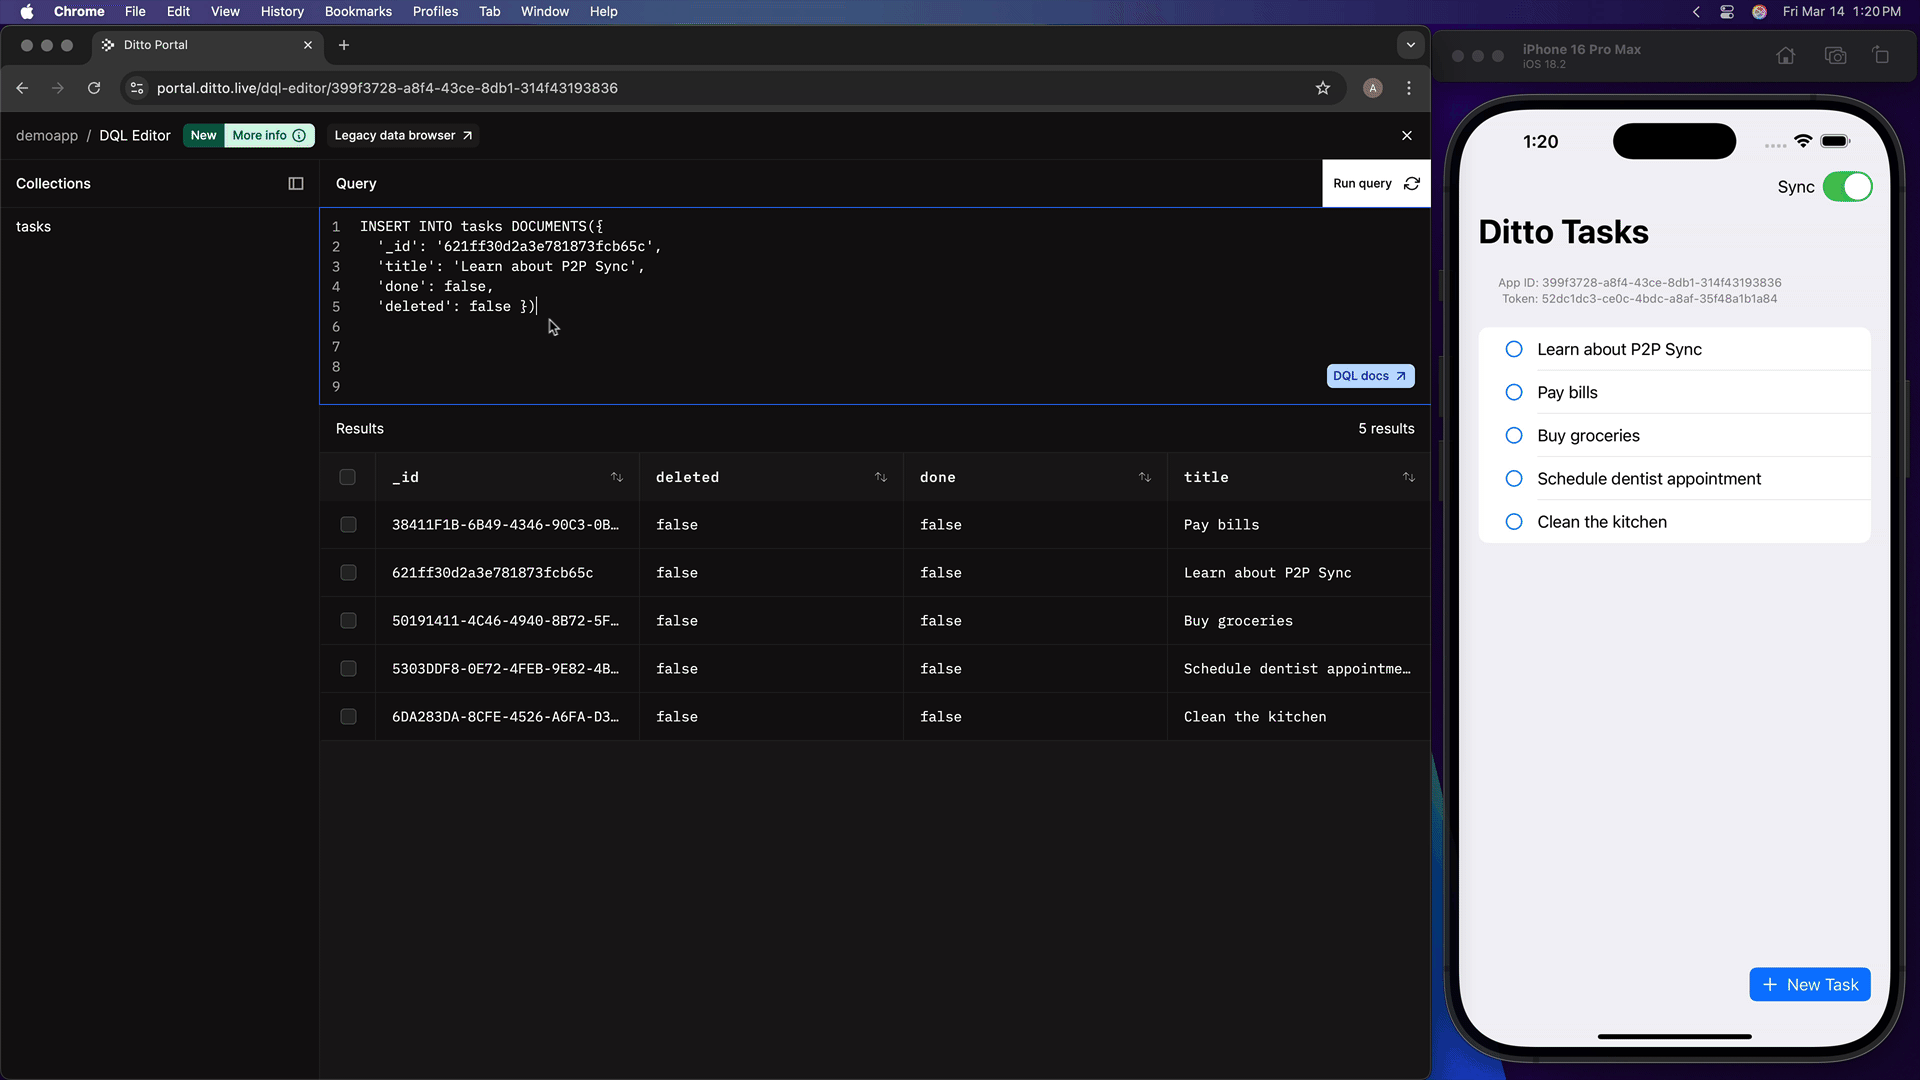 Chrome File Edit View History Bookmarks Profiles Tab Window Help
Fri Mar 14 1:20 PM
Ditto Portal
portal.ditto.live/dql-editor/399f3728-a8f4-43ce-8db1-314f43193836
A
demoapp / DQL Editor New More info Legacy data browser
Collections
tasks
Query
Run query
1 INSERT INTO tasks DOCUMENTS({
2 '_id': '621ff30d2a3e781873fcb65c',
3 'title': 'Learn about P2P Sync',
4 'done': false,
5 'deleted': false })
6
7
8
9
DQL docs
Results
5 results
_id deleted done title
38411F1B-6B49-4346-90C3-0B… false false Pay bills
621ff30d2a3e781873fcb65c false false Learn about P2P Sync
50191411-4C46-4940-8B72-5F… false false Buy groceries
5303DDF8-0E72-4FEB-9E82-4B… false false Schedule dentist appointme…
6DA283DA-8CFE-4526-A6FA-D3… false false Clean the kitchen
iPhone 16 Pro Max
iOS 18.2
1:20
Sync
Ditto Tasks
App ID: 399f3728-a8f4-43ce-8db1-314f43193836
Token: 52dc1dc3-ce0c-4bdc-a8af-35f48a1b1a84
Learn about P2P Sync
Pay bills
Buy groceries
Schedule dentist appointment
Clean the kitchen
+ New Task